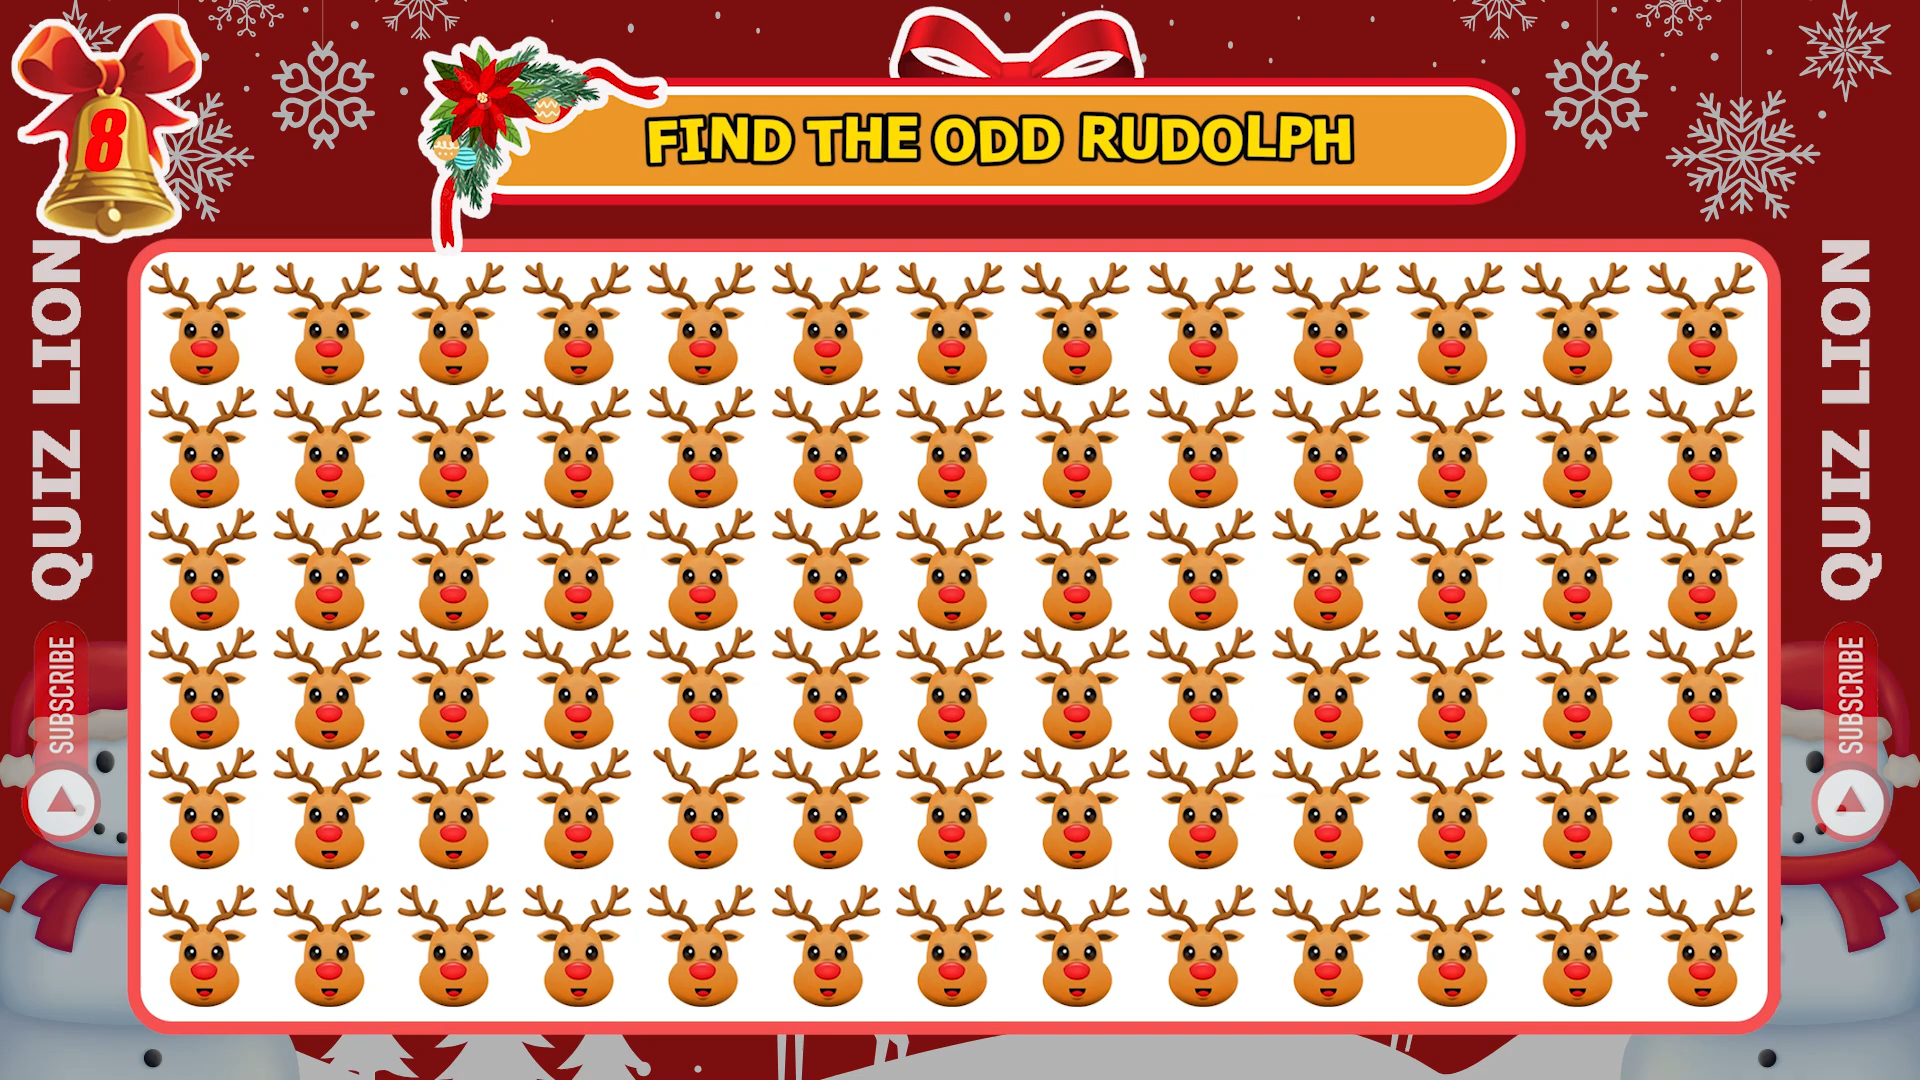 8
FIND THE ODD RUDOLPH
QUIZ LION
SUBSCRIBE
QUIZ LION
SUBSCRIBE